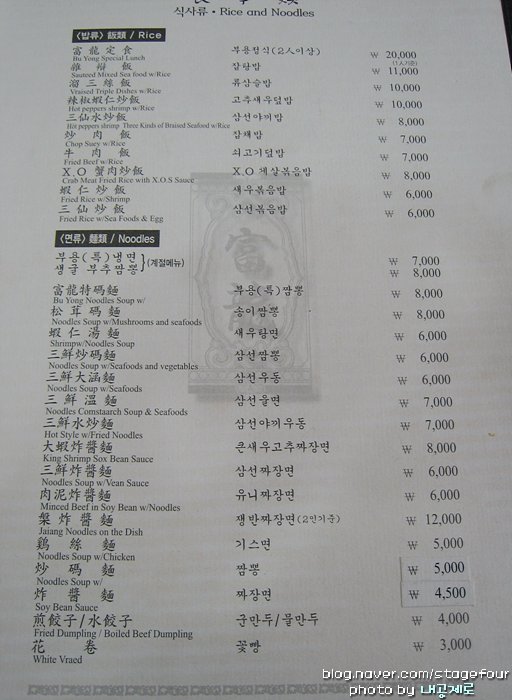 식사류 • Rice and Noodles
<밥류> 飯類 / Rice
富龍定食 부용컴식(2人이상) ₩ 20,000
Bu Yong Special Lunch (1人기준)
雜辦飯 잡탕밥 ₩ 11,000
Sauteed Mixed Sea food w/Rice
溜三絲飯 류삼슬밥 ₩ 10,000
Vraised Triple Dishes w/Rice
辣椒蝦仁炒飯 고추새우덮밥 ₩ 10,000
Hot peppers shrimp w/Rice
三仙水炒飯 삼선야끼밥 ₩ 8,000
Hot peppers shrimp Three Kinds of Braised Seafood w/Rice
炒肉飯 잡채밥 ₩ 7,000
Chop Suey w/Rice
牛肉飯 쇠고기덮밥 ₩ 7,000
Fried Beef w/Rice
X.O 蟹肉炒飯 X.O 게살볶음밥 ₩ 8,000
Crab Meat Fried Rice with X.O.S Sauce
蝦仁炒飯 새우볶음밥 ₩ 6,000
Fried Rice w/Shrimp
三仙炒飯 삼선볶음밥 ₩ 6,000
Fried Rice w/Sea Foods & Egg
<면류> 麵類 / Noodles
부용(특)냉면 ₩ 7,000
생굴 부추짬뽕 (계절메뉴) ₩ 8,000
富龍特碼麵 부용(특)짬뽕 ₩ 8,000
Bu Yong Noodles Soup w/
松茸碼麵 송이짬뽕 ₩ 8,000
Noodles Soup w/Mushrooms and seafoods
蝦仁湯麵 새우탕면 ₩ 6,000
Shrimpw/Noodles Soup
三鮮炒碼麵 삼선짬뽕 ₩ 6,000
Noodles Soup w/Seafoods and vegetables
三鮮大涵麵 삼선우동 ₩ 6,000
Noodles Soup w/Seafoods
三鮮溫麵 삼선울면 ₩ 7,000
Noodles Comstaarch Soup & Seafoods
三鮮水炒麵 삼선야끼우동 ₩ 7,000
Hot Style w/Fried Noodles
大蝦炸醬麵 큰새우고추짜장면 ₩ 8,000
King Shrimp Sox Bean Sauce
三鮮炸醬麵 삼선짜장면 ₩ 6,000
Noodles Soup w/Vean Sauce
肉泥炸醬麵 유니짜장면 ₩ 6,000
Minced Beef in Soy Bean w/Noodles
槃炸醬麵 쟁반짜장면(2인기준) ₩ 12,000
Jaiang Noodles on the Dish
鷄絲麵 기스면 ₩ 5,000
Noodles Soup w/Chicken
炒碼麵 짬뽕 ₩ 5,000
Noodles Soup w/
炸醬麵 짜장면 ₩ 4,500
Soy Bean Sauce
煎餃子/水餃子 군만두/물만두 ₩ 4,000
Fried Dumpling / Boiled Beef Dumpling
花卷 꽃빵 ₩ 3,000
White Vraed
blog.naver.com/stagefour
photo by 내공제로